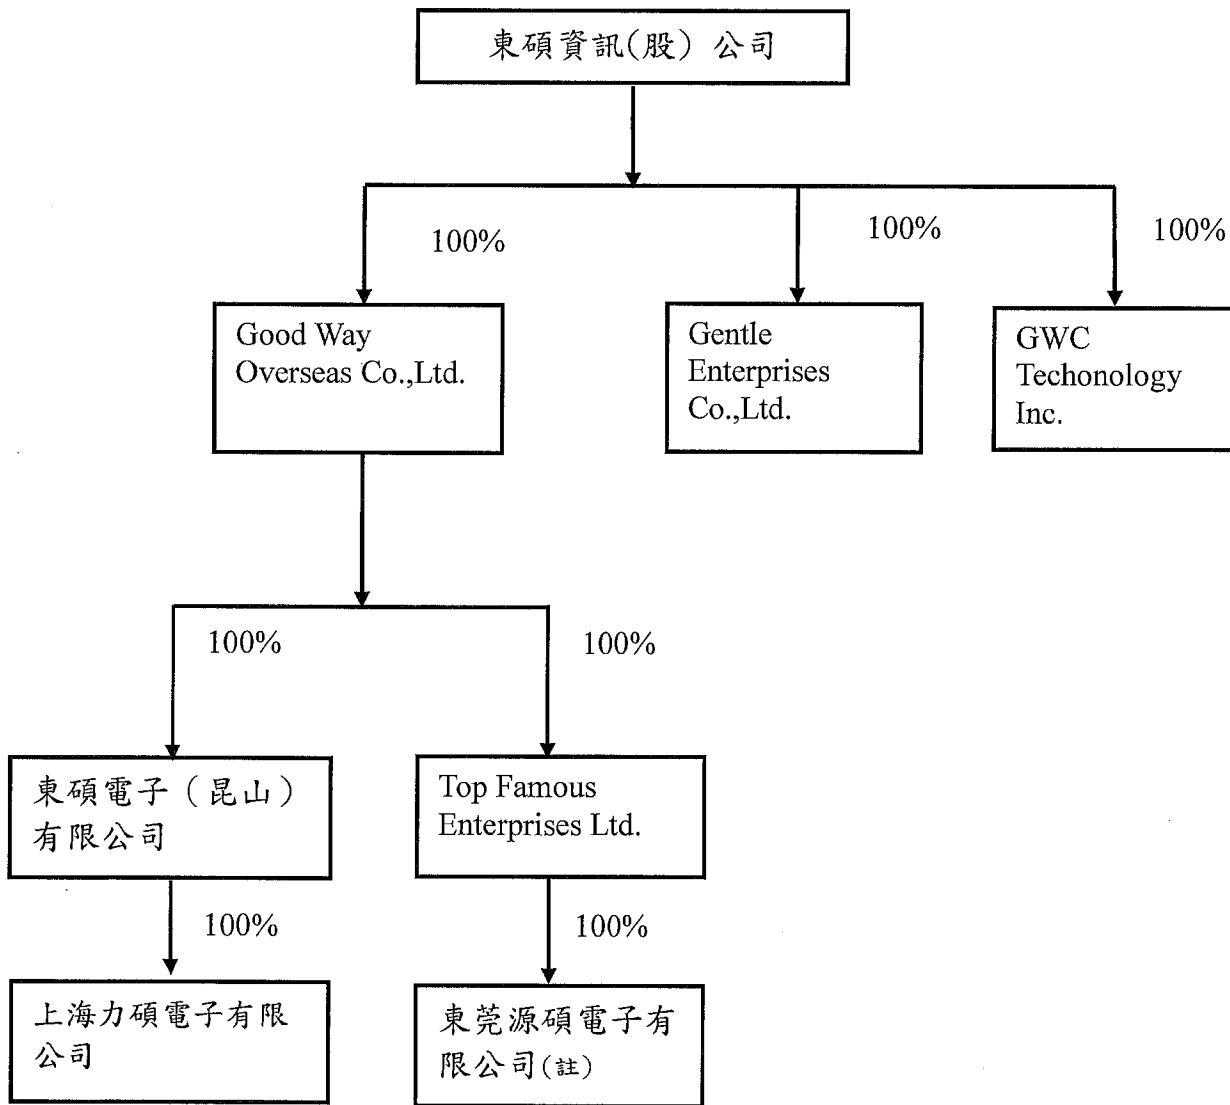 東碩資訊(股) 公司
100%
100%
100%
Good Way
Overseas Co.,Ltd.
Gentle
Enterprises
Co.,Ltd.
GWC
Techonology
Inc.
100%
100%
東碩電子（昆山）
有限公司
Top Famous
Enterprises Ltd.
100%
100%
上海力碩電子有限
公司
東莞源碩電子有
限公司(註)